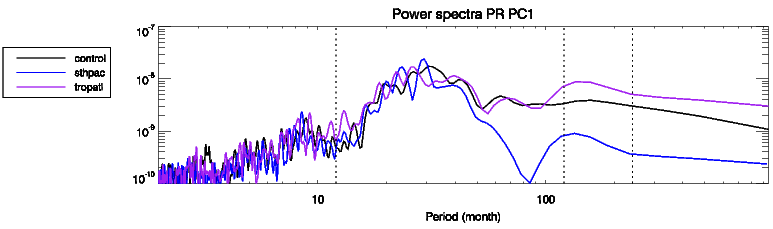 Power spectra PR PC1
control
sthpac
tropatl
10-7
10-8
10-9
10-10
10 100
Period (month)